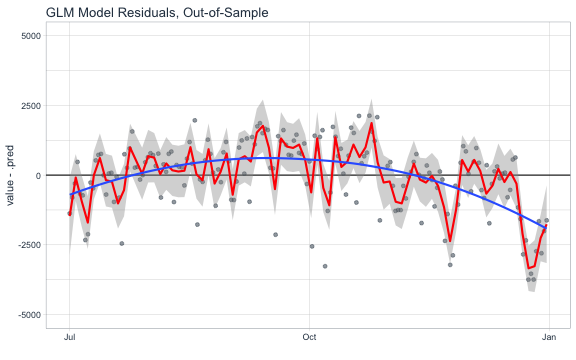 GLM Model Residuals, Out-of-Sample
value - .pred
5000
2500
0
-2500
-5000
Jul
Oct
Jan